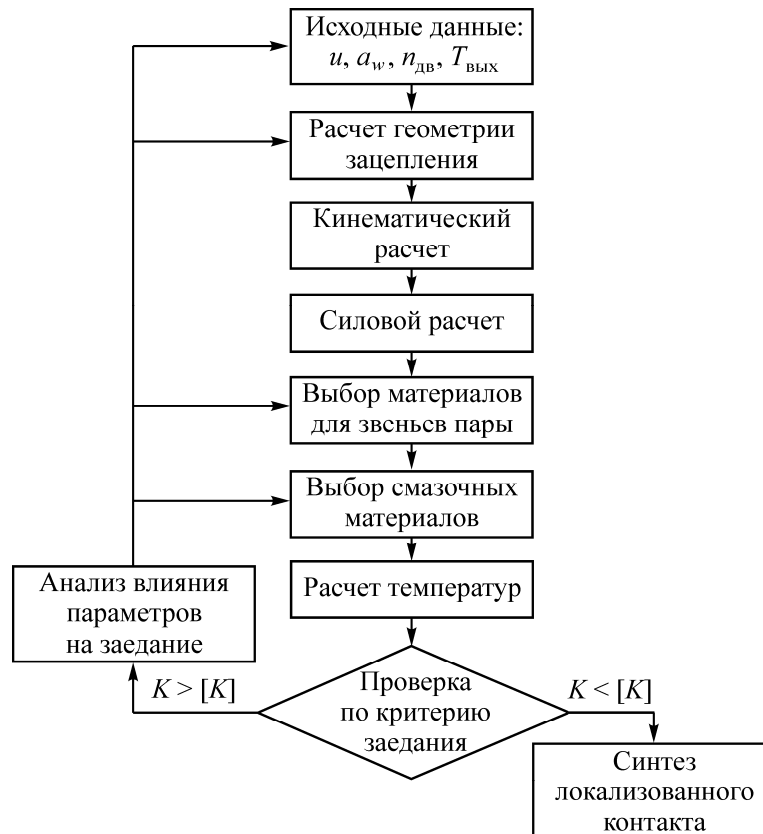 Исходные данные:
u, a_w, n_дв, T_вых
Расчет геометрии
зацепления
Кинематический
расчет
Силовой расчет
Выбор материалов
для звсньсв пары
Выбор смазочных
материалов
Расчет температур
Анализ влияния
параметров
на заедание
K > [K]
Проверка
по критерию
заедания
K < [K]
Синтез
локализованного
контакта